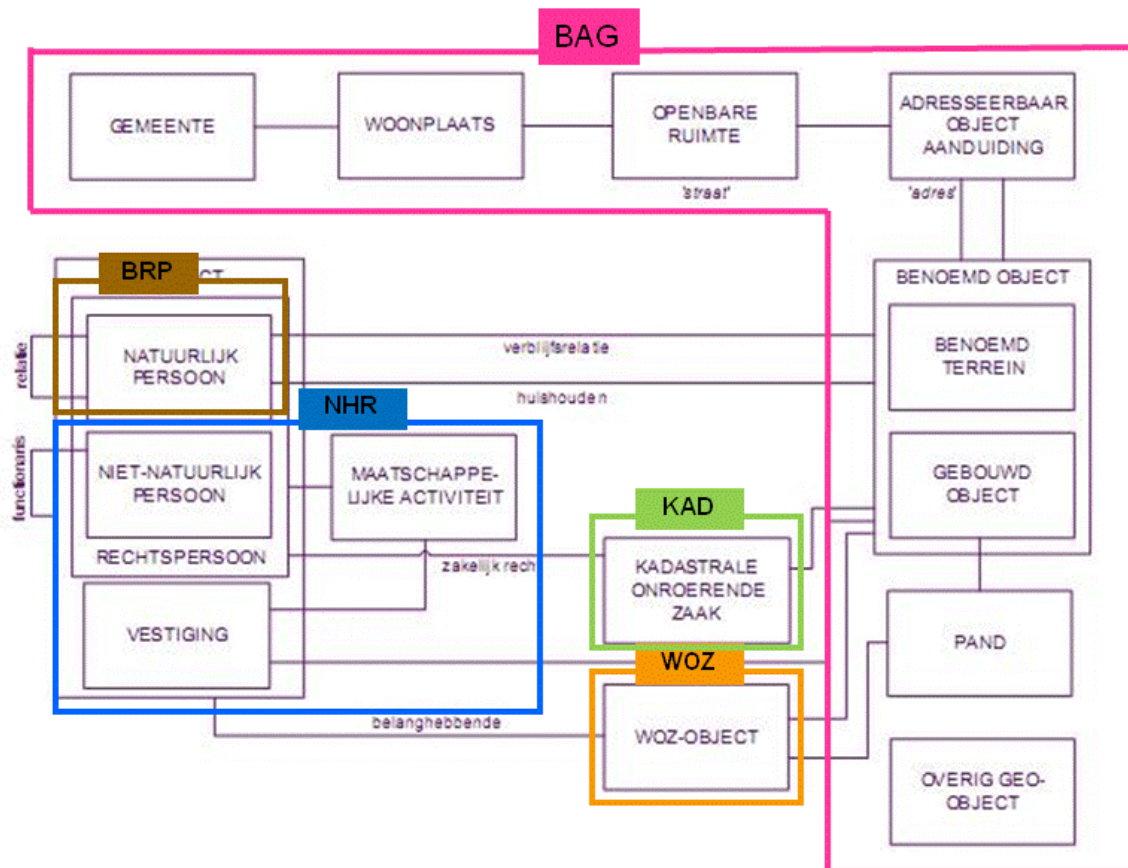 BAG
GEMEENTE
WOONPLAATS
OPENBARE
RUIMTE
ADRESSEERBAAR
OBJECT
AANDUIDING
'straat'
'adres'
BRP
BENOEMD OBJECT
NATUURLIJK
PERSOON
relatie
verblijfsrelatie
huishouden
BENOEMD
TERREIN
NHR
NIET-NATUURLIJK
PERSOON
functionaris
MAATSCHAPPE-
LIJKE ACTIVITEIT
GEBOUWD
OBJECT
KAD
RECHTSPERSOON
zakelijk rech
KADASTRALE
ONROERENDE
ZAAK
VESTIGING
PAND
WOZ
belanghebbende
WOZ-OBJECT
OVERIG GEO-
OBJECT